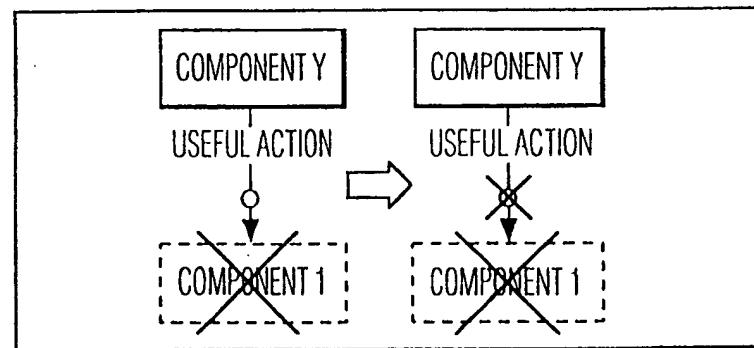 COMPONENT Y COMPONENT Y
USEFUL ACTION USEFUL ACTION
COMPONENT 1 COMPONENT 1